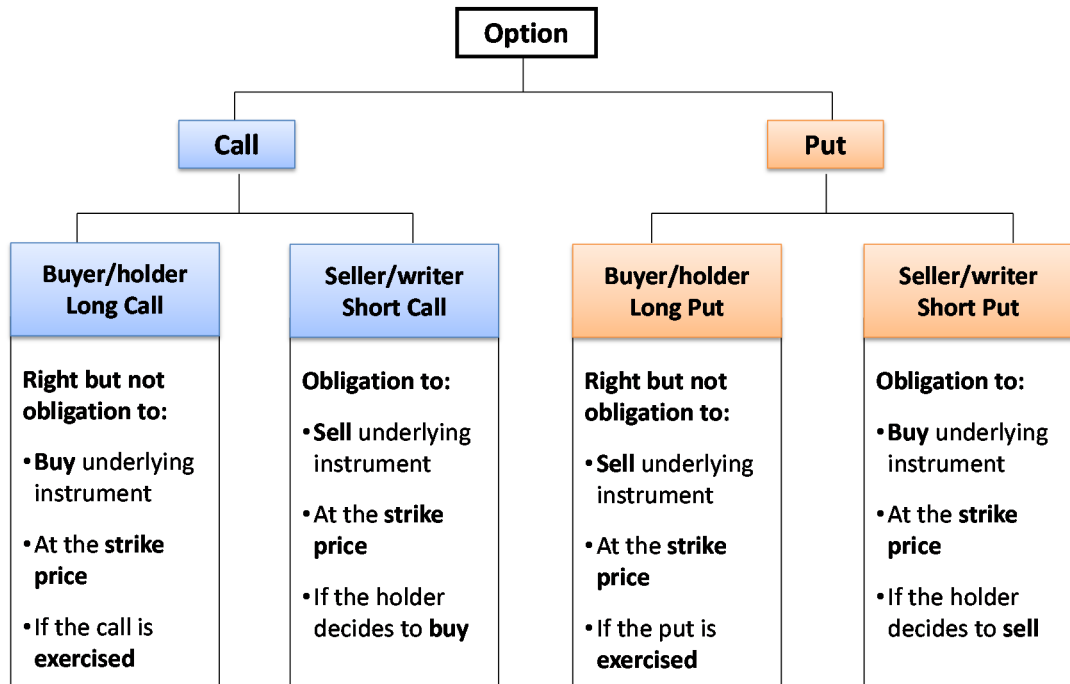 Option
Call
Put
Buyer/holder
Long Call
Seller/writer
Short Call
Buyer/holder
Long Put
Seller/writer
Short Put
Right but not
obligation to:
•Buy underlying
instrument
•At the strike
price
•If the call is
exercised
Obligation to:
•Sell underlying
instrument
•At the strike
price
•If the holder
decides to buy
Right but not
obligation to:
•Sell underlying
instrument
•At the strike
price
•If the put is
exercised
Obligation to:
•Buy underlying
instrument
•At the strike
price
•If the holder
decides to sell